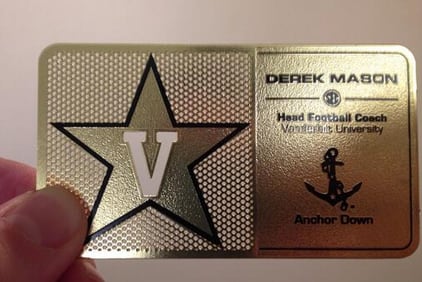 V
DEREK MASON
SEC
Head Football Coach
Vanderbilt University
Anchor Down